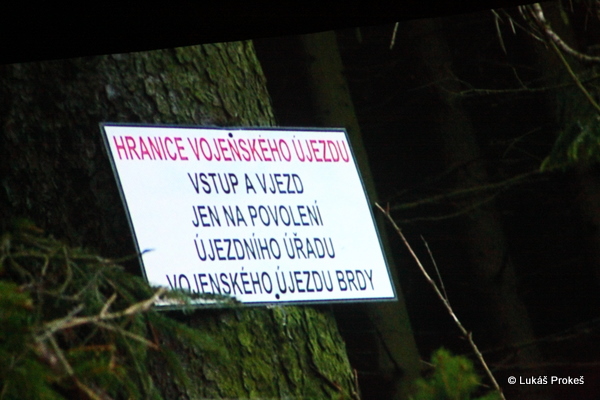 HRANICE VOJENSKÉHO ÚJEZDU
VSTUP A VJEZD
JEN NA POVOLENÍ
ÚJEZDNÍHO ÚŘADU
VOJENSKÉHO ÚJEZDU BRDY
© Lukáš Prokeš